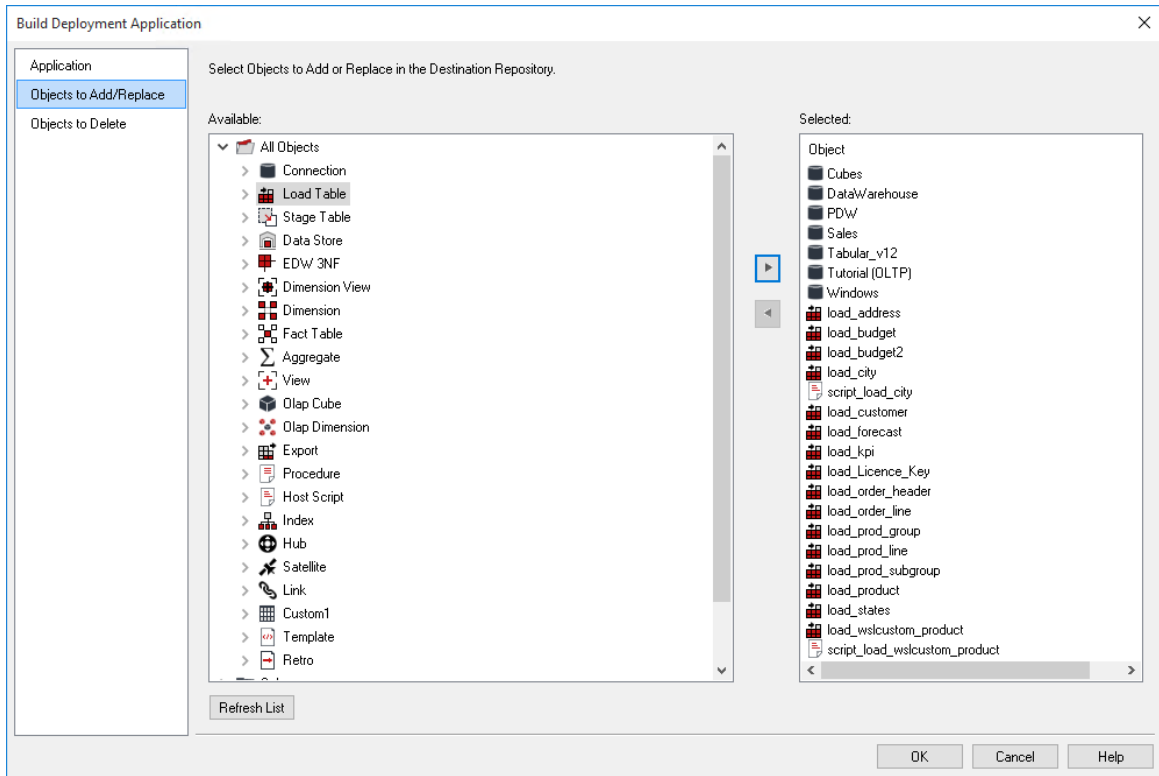 Build Deployment Application
Application
Objects to Add/Replace
Objects to Delete
Select Objects to Add or Replace in the Destination Repository.
Available:
All Objects
Connection
Load Table
Stage Table
Data Store
EDW 3NF
Dimension View
Dimension
Fact Table
Aggregate
View
Olap Cube
Olap Dimension
Export
Procedure
Host Script
Index
Hub
Satellite
Link
Custom1
Template
Retro
Refresh List
Selected:
Object
Cubes
DataWarehouse
PDW
Sales
Tabular_v12
Tutorial (OLTP)
Windows
load_address
load_budget
load_budget2
load_city
script_load_city
load_customer
load_forecast
load_kpi
load_Licence_Key
load_order_header
load_order_line
load_prod_group
load_prod_line
load_prod_subgroup
load_product
load_states
load_wslcustom_product
script_load_wslcustom_product
OK
Cancel
Help